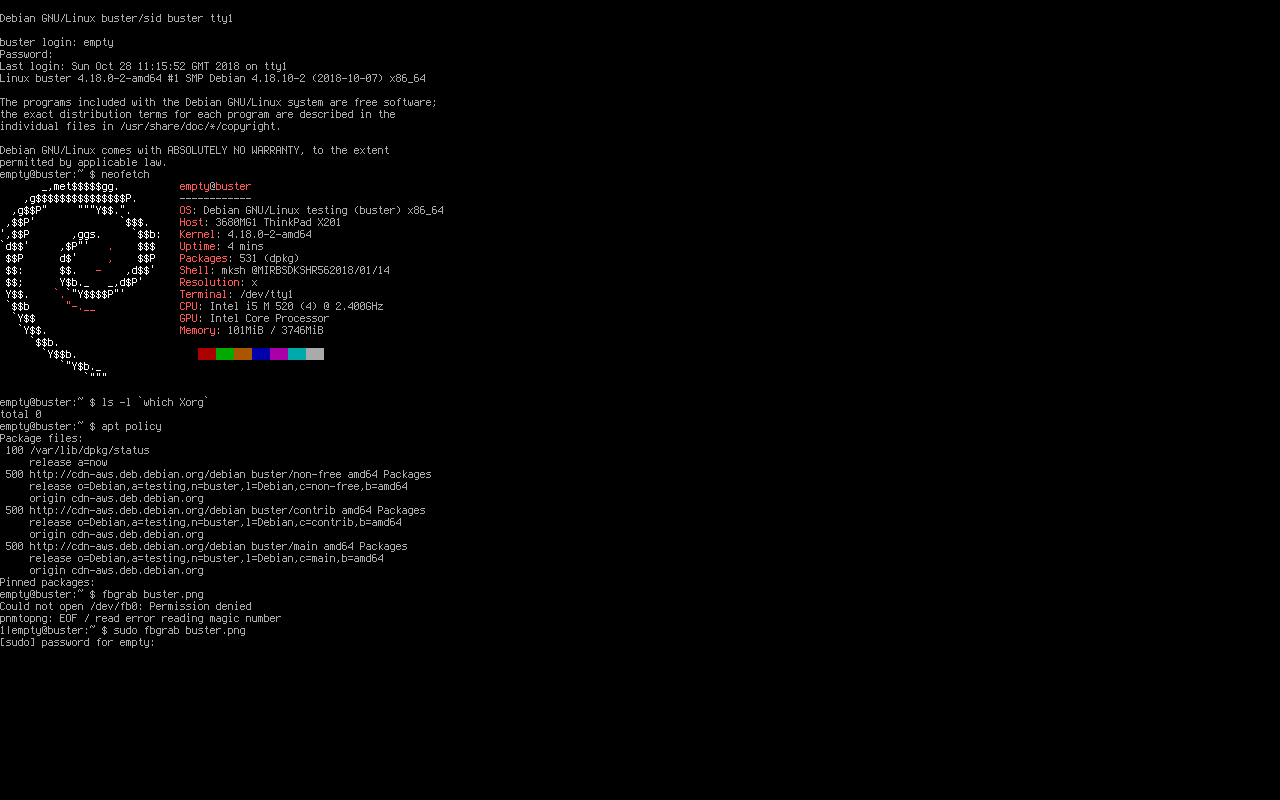 Debian GNU/Linux buster/sid buster tty1

buster login: empty
Password:
Last login: Sun Oct 28 11:15:52 GMT 2018 on tty1
Linux buster 4.18.0-2-amd64 #1 SMP Debian 4.18.10-2 (2018-10-07) x86_64

The programs included with the Debian GNU/Linux system are free software;
the exact distribution terms for each program are described in the
individual files in /usr/share/doc/*/copyright.

Debian GNU/Linux comes with ABSOLUTELY NO WARRANTY, to the extent
permitted by applicable law.
empty@buster:~ $ neofetch
       _,met$$$$$gg.          empty@buster
    ,g$$$$$$$$$$$$$$$P.       ------------
  ,g$$P"     """Y$$.".        OS: Debian GNU/Linux testing (buster) x86_64
 ,$$P'              `$$$.     Host: 3680MG1 ThinkPad X201
',$$P       ,ggs.     `$$b:   Kernel: 4.18.0-2-amd64
`d$$'     ,$P"'   .    $$$    Uptime: 4 mins
 $$P      d$'     ,    $$P    Packages: 531 (dpkg)
 $$:      $$.   -    ,d$$'    Shell: mksh @MIRBSDKSHR562018/01/14
 $$;      Y$b._   _,d$P'      Resolution: x
 Y$$.    `.`"Y$$$$P"'         Terminal: /dev/tty1
 `$$b      "-.__              CPU: Intel i5 M 520 (4) @ 2.400GHz
  `Y$$                        GPU: Intel Core Processor
   `Y$$.                      Memory: 101MiB / 3746MiB
     `$$b.
       `Y$$b.
          `"Y$b._
              `"""

empty@buster:~ $ ls -l `which Xorg`
total 0
empty@buster:~ $ apt policy
Package files:
 100 /var/lib/dpkg/status
     release a=now
 500 http://cdn-aws.deb.debian.org/debian buster/non-free amd64 Packages
     release o=Debian,a=testing,n=buster,l=Debian,c=non-free,b=amd64
     origin cdn-aws.deb.debian.org
 500 http://cdn-aws.deb.debian.org/debian buster/contrib amd64 Packages
     release o=Debian,a=testing,n=buster,l=Debian,c=contrib,b=amd64
     origin cdn-aws.deb.debian.org
 500 http://cdn-aws.deb.debian.org/debian buster/main amd64 Packages
     release o=Debian,a=testing,n=buster,l=Debian,c=main,b=amd64
     origin cdn-aws.deb.debian.org
Pinned packages:
empty@buster:~ $ fbgrab buster.png
Could not open /dev/fb0: Permission denied
pnmtopng: EOF / read error reading magic number
1|empty@buster:~ $ sudo fbgrab buster.png
[sudo] password for empty: